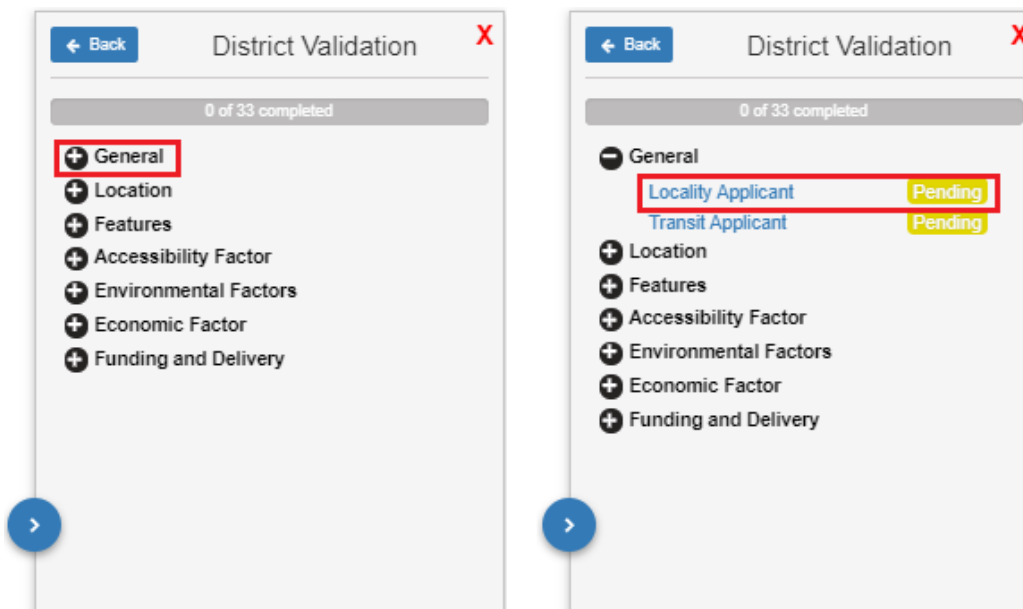 Back
District Validation
X
0 of 33 completed
General
Location
Features
Accessibility Factor
Environmental Factors
Economic Factor
Funding and Delivery
Back
District Validation
X
0 of 33 completed
General
Locality Applicant Pending
Transit Applicant Pending
Location
Features
Accessibility Factor
Environmental Factors
Economic Factor
Funding and Delivery